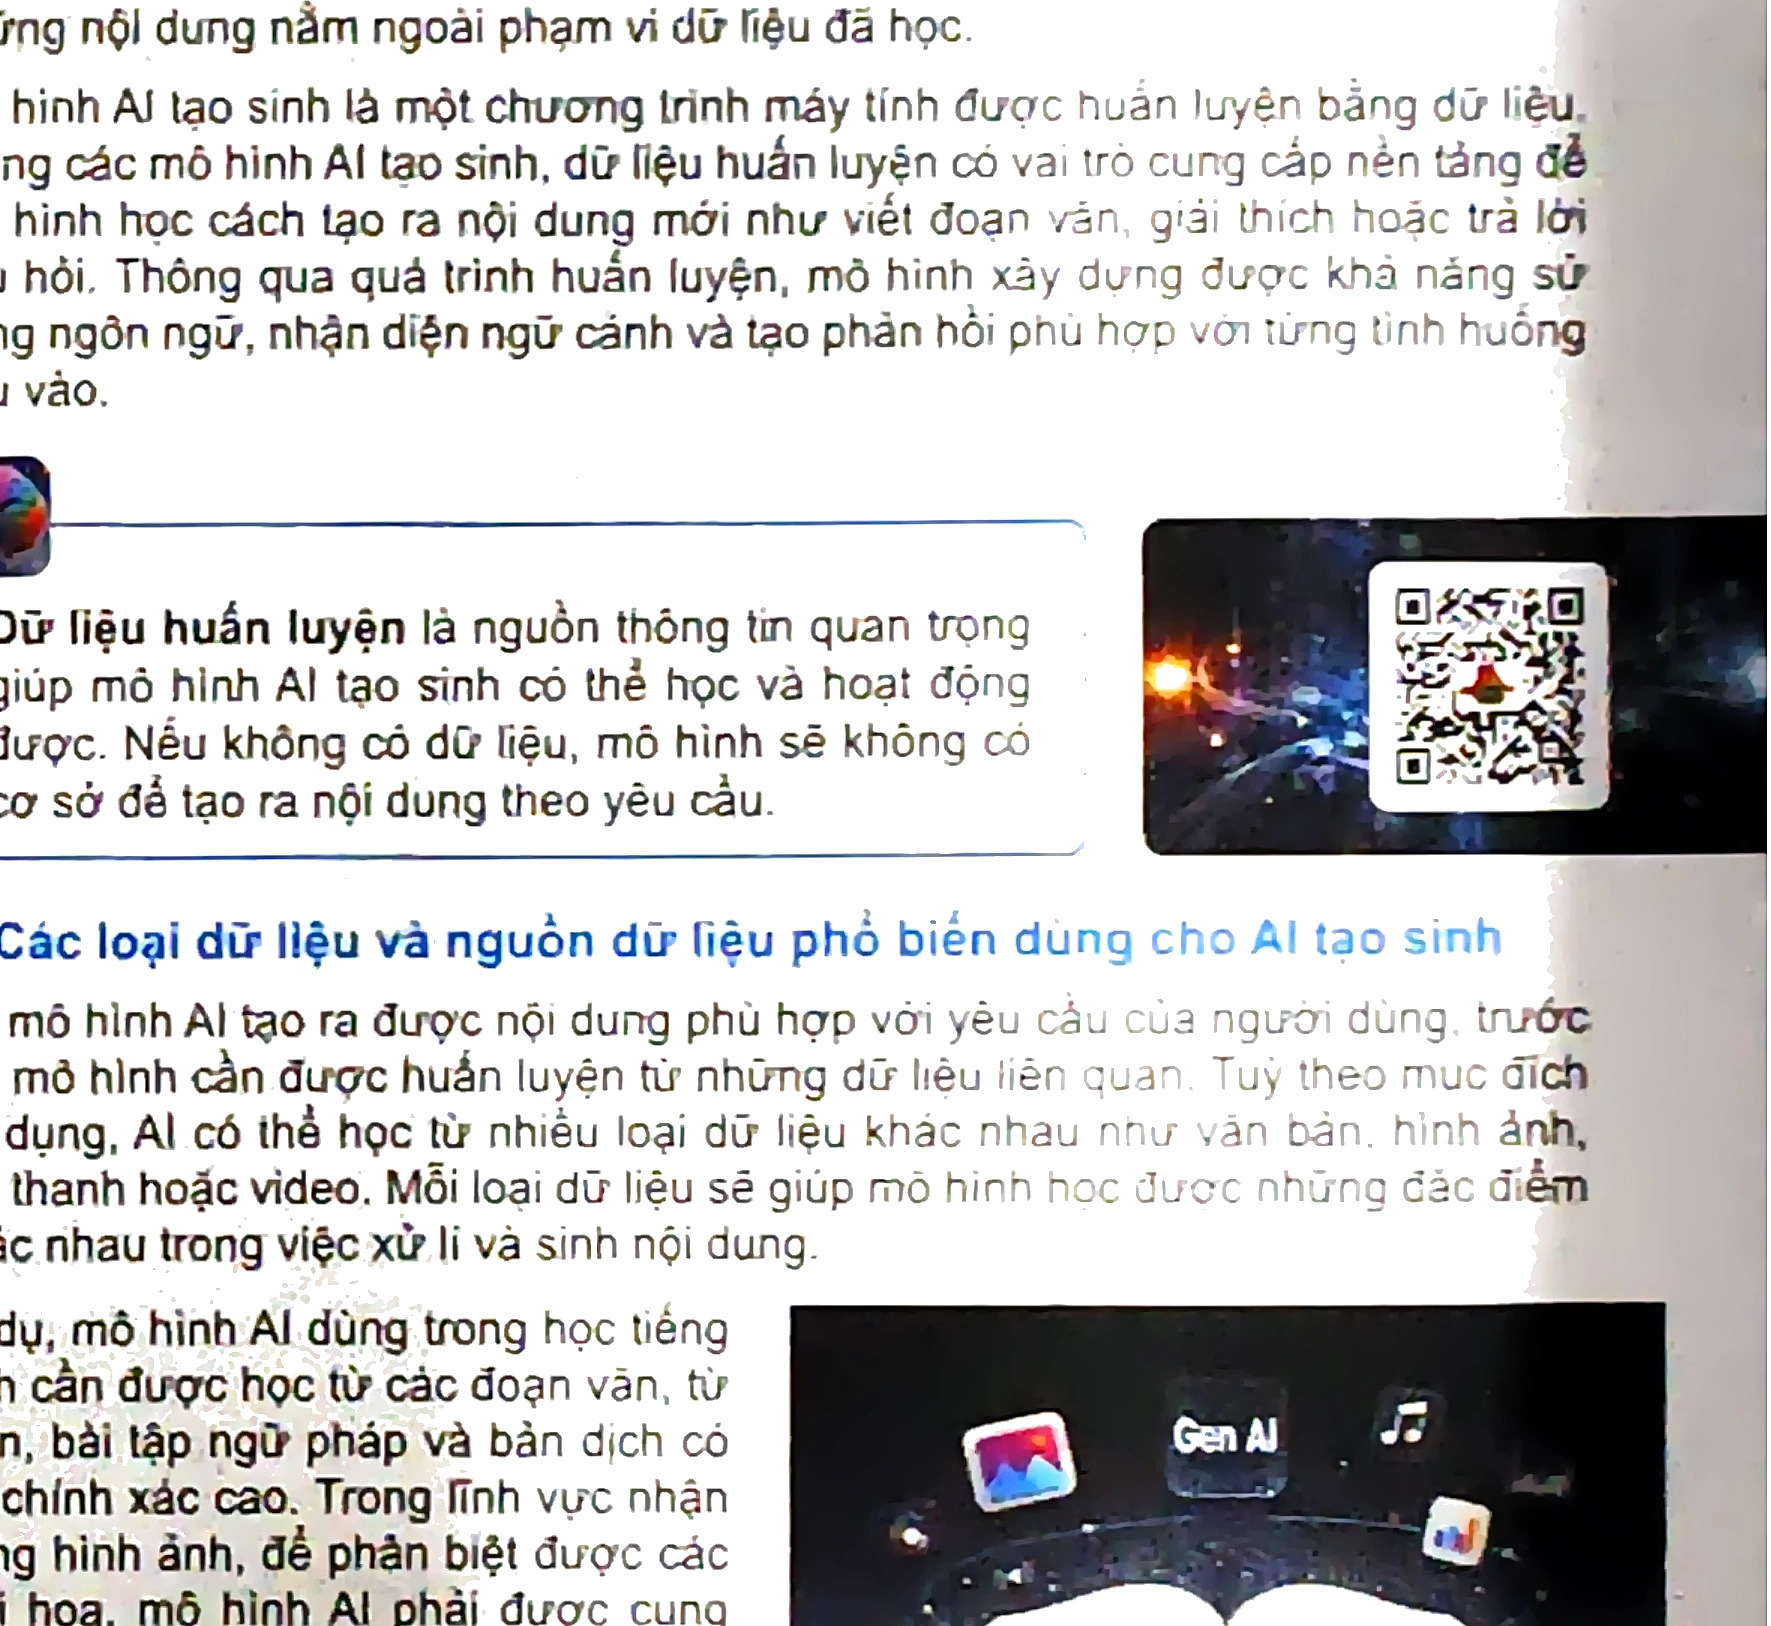 nội dung nằm ngoài phạm vi dữ liệu đã học.
hình AI tạo sinh là một chương trình máy tính được huấn luyện bằng dữ liệu.
các mô hình AI tạo sinh, dữ liệu huấn luyện có vai trò cung cấp nền tảng để
hình học cách tạo ra nội dung mới như viết đoạn văn, giải thích hoặc trả lời
hỏi. Thông qua quá trình huấn luyện, mô hình xây dựng được khả năng sử
ngôn ngữ, nhận diện ngữ cảnh và tạo phản hồi phù hợp với từng tình huống
vào.
Dữ liệu huấn luyện là nguồn thông tin quan trọng
giúp mô hình AI tạo sinh có thể học và hoạt động
được. Nếu không có dữ liệu, mô hình sẽ không có
cơ sở để tạo ra nội dung theo yêu cầu.
Các loại dữ liệu và nguồn dữ liệu phổ biến dùng cho AI tạo sinh
mô hình AI tạo ra được nội dung phù hợp với yêu cầu của người dùng, trước
mô hình cần được huấn luyện từ những dữ liệu liên quan. Tuỳ theo mục đích
dụng, AI có thể học từ nhiều loại dữ liệu khác nhau như văn bản, hình ảnh,
thanh hoặc video. Mỗi loại dữ liệu sẽ giúp mô hình học được những đặc điểm
nhau trong việc xử lí và sinh nội dung.
dụ, mô hình AI dùng trong học tiếng
cần được học từ các đoạn văn, từ
bài tập ngữ pháp và bản dịch có
chính xác cao. Trong lĩnh vực nhận
hình ảnh, để phân biệt được các
hoa, mô hình AI phải được cung
Gen AI